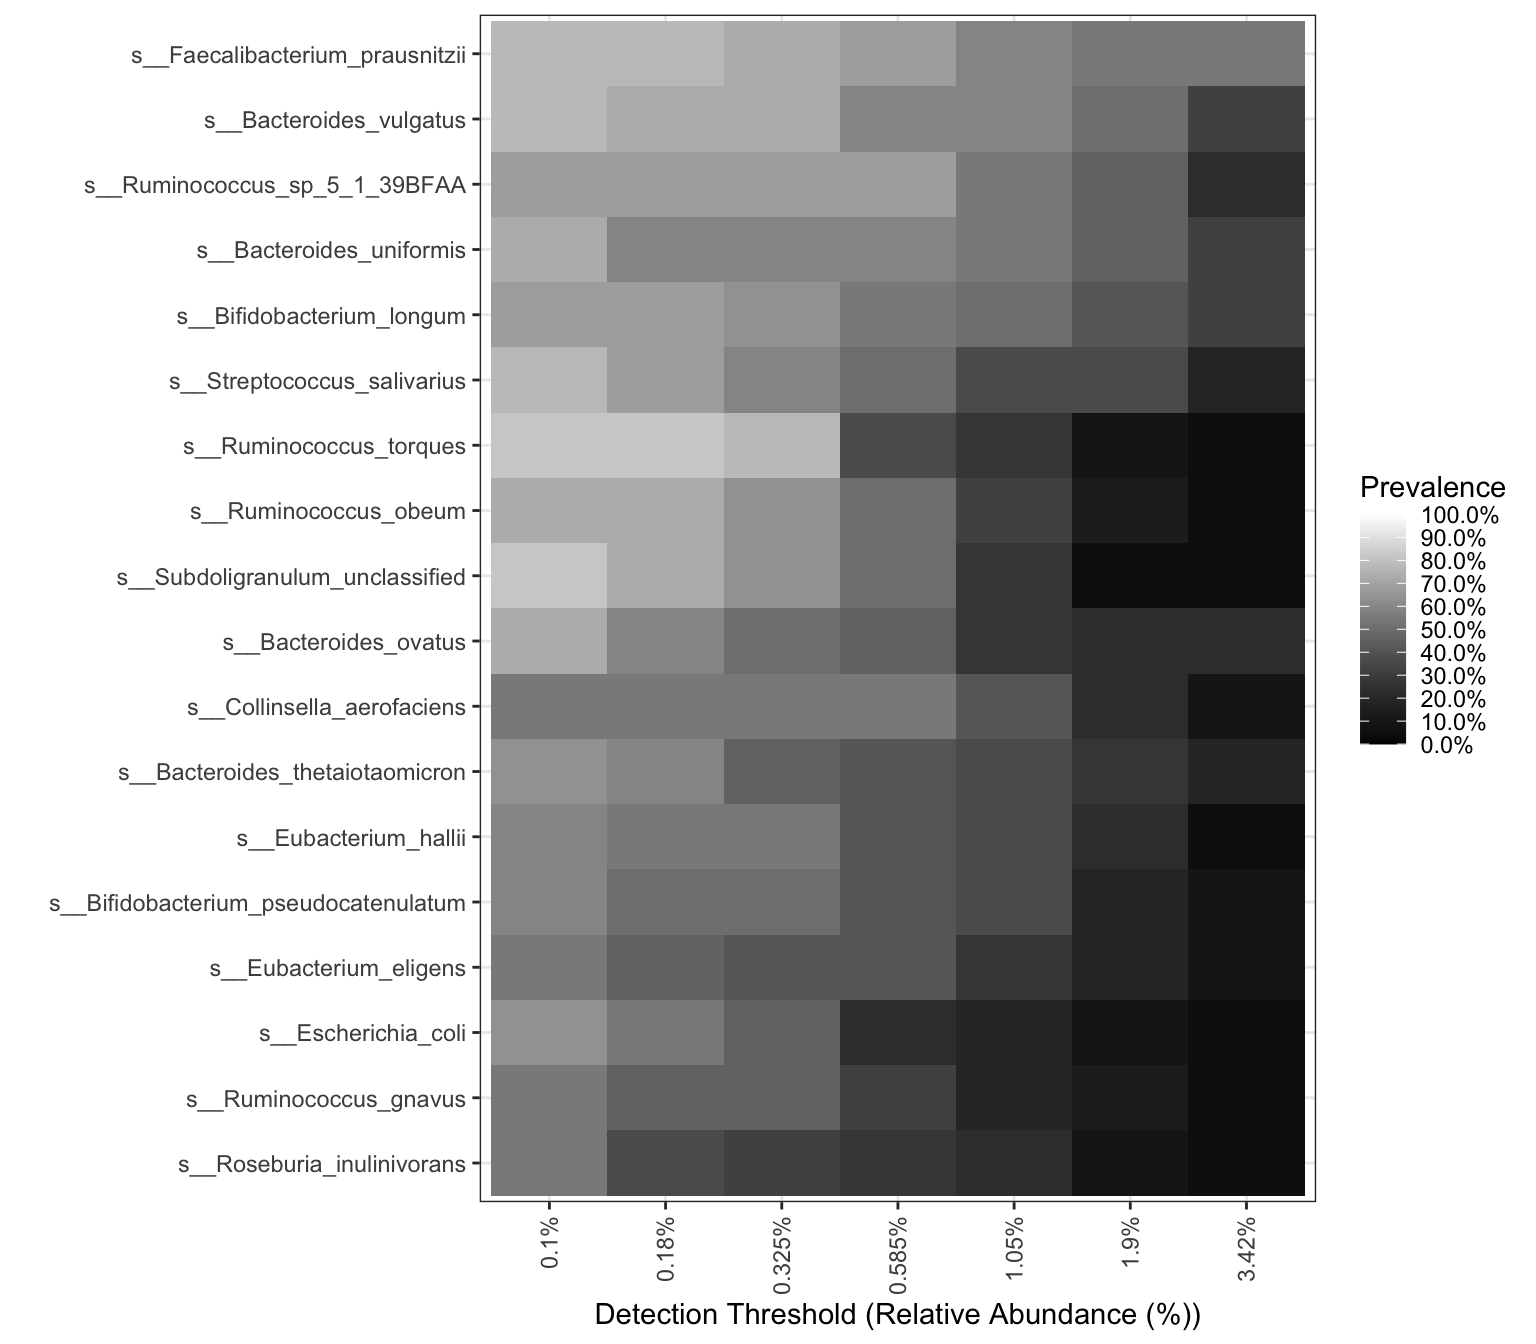 s__Faecalibacterium_prausnitzii
s__Bacteroides_vulgatus
s__Ruminococcus_sp_5_1_39BFAA
s__Bacteroides_uniformis
s__Bifidobacterium_longum
s__Streptococcus_salivarius
s__Ruminococcus_torques
s__Ruminococcus_obeum
s__Subdoligranulum_unclassified
s__Bacteroides_ovatus
s__Collinsella_aerofaciens
s__Bacteroides_thetaiotaomicron
s__Eubacterium_hallii
s__Bifidobacterium_pseudocatenulatum
s__Eubacterium_eligens
s__Escherichia_coli
s__Ruminococcus_gnavus
s__Roseburia_inulinivorans
0.1%
0.18%
0.325%
0.585%
1.05%
1.9%
3.42%
Detection Threshold (Relative Abundance (%))
Prevalence
100.0%
90.0%
80.0%
70.0%
60.0%
50.0%
40.0%
30.0%
20.0%
10.0%
0.0%